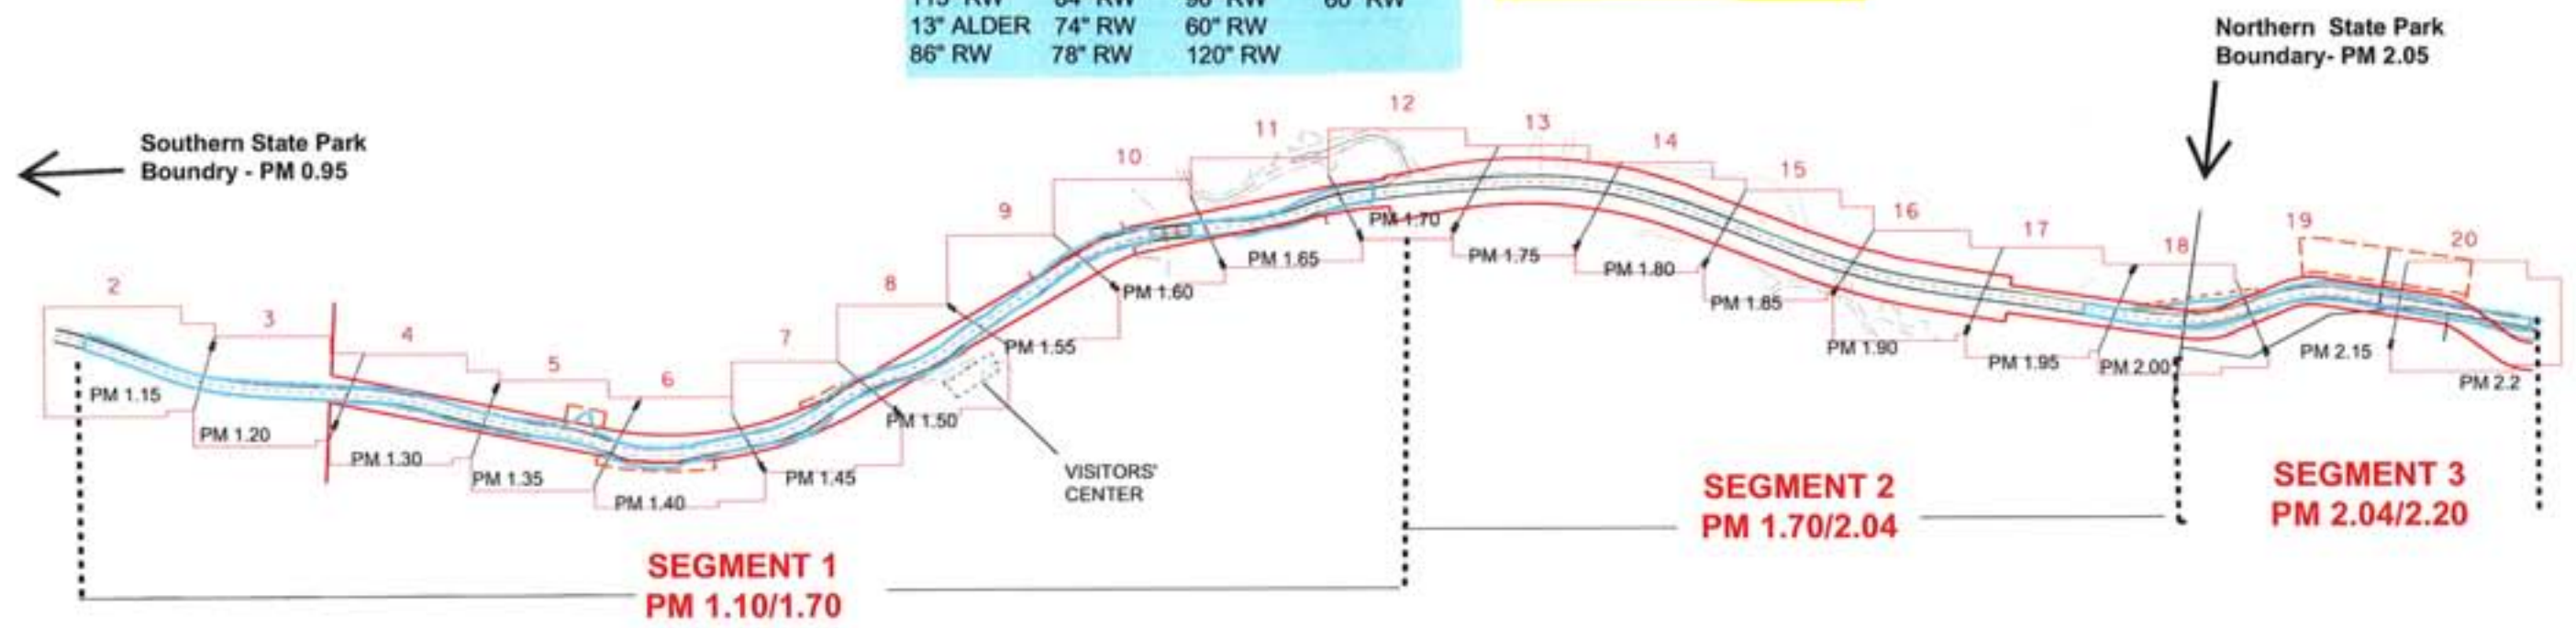 13" ALDER 74" RW 60" RW
86" RW 78" RW 120" RW
Northern State Park
Boundary- PM 2.05
Southern State Park
Boundry - PM 0.95
2
3
4
5
6
7
8
9
10
11
12
13
14
15
16
17
18
19
20
PM 1.15
PM 1.20
PM 1.30
PM 1.35
PM 1.40
PM 1.45
PM 1.50
PM 1.55
PM 1.60
PM 1.65
PM 1.70
PM 1.75
PM 1.80
PM 1.85
PM 1.90
PM 1.95
PM 2.00
PM 2.15
PM 2.2
VISITORS'
CENTER
SEGMENT 1
PM 1.10/1.70
SEGMENT 2
PM 1.70/2.04
SEGMENT 3
PM 2.04/2.20